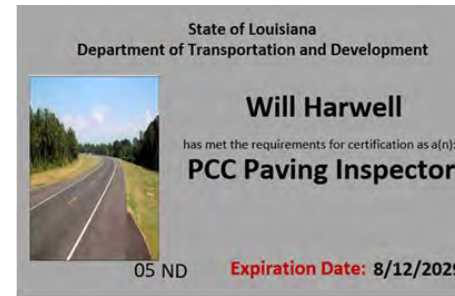 State of Louisiana
Department of Transportation and Development
Will Harwell
has met the requirements for certification as a(n):
PCC Paving Inspector
05 ND
Expiration Date: 8/12/2029